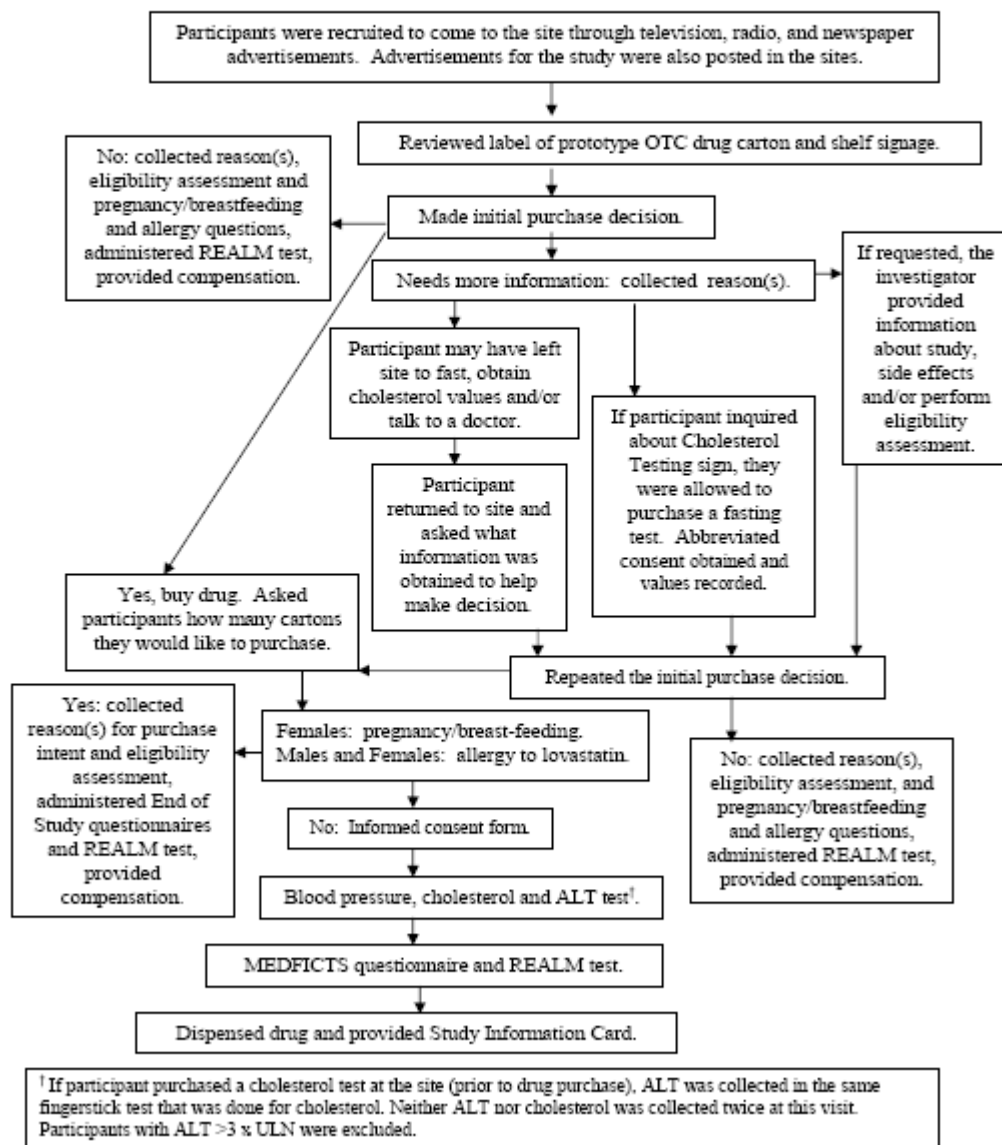 Participants were recruited to come to the site through television, radio, and newspaper
advertisements. Advertisements for the study were also posted in the sites.
Reviewed label of prototype OTC drug carton and shelf signage.
No: collected reason(s),
eligibility assessment and
pregnancy/breastfeeding
and allergy questions,
administered REALM test,
provided compensation.
Made initial purchase decision.
Needs more information: collected reason(s).
If requested, the
investigator
provided
information
about study,
side effects
and/or perform
eligibility
assessment.
Participant may have left
site to fast, obtain
cholesterol values and/or
talk to a doctor.
If participant inquired
about Cholesterol
Testing sign, they
were allowed to
purchase a fasting
test. Abbreviated
consent obtained and
values recorded.
Participant
returned to site and
asked what
information was
obtained to help
make decision.
Yes, buy drug. Asked
participants how many cartons
they would like to purchase.
Repeated the initial purchase decision.
Yes: collected
reason(s) for purchase
intent and eligibility
assessment,
administered End of
Study questionnaires
and REALM test,
provided
compensation.
Females: pregnancy/breast-feeding.
Males and Females: allergy to lovastatin.
No: collected reason(s),
eligibility assessment, and
pregnancy/breastfeeding
and allergy questions,
administered REALM test,
provided compensation.
No: Informed consent form.
Blood pressure, cholesterol and ALT test†.
MEDFICTS questionnaire and REALM test.
Dispensed drug and provided Study Information Card.
† If participant purchased a cholesterol test at the site (prior to drug purchase), ALT was collected in the same
fingerstick test that was done for cholesterol. Neither ALT nor cholesterol was collected twice at this visit.
Participants with ALT >3 x ULN were excluded.